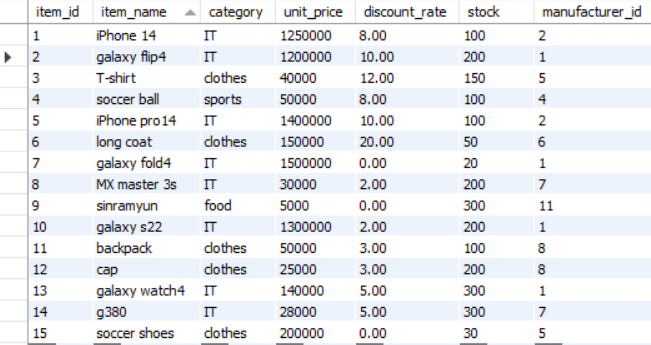 item_id item_name category unit_price discount_rate stock manufacturer_id
1 iPhone 14 IT 1250000 8.00 100 2
2 galaxy flip4 IT 1200000 10.00 200 1
3 T-shirt clothes 40000 12.00 150 5
4 soccer ball sports 50000 8.00 100 4
5 iPhone pro14 IT 1400000 10.00 100 2
6 long coat clothes 150000 20.00 50 6
7 galaxy fold4 IT 1500000 0.00 20 1
8 MX master 3s IT 30000 2.00 200 7
9 sinramyun food 5000 0.00 300 11
10 galaxy s22 IT 1300000 2.00 200 1
11 backpack clothes 50000 3.00 100 8
12 cap clothes 25000 3.00 200 8
13 galaxy watch4 IT 140000 5.00 300 1
14 g380 IT 28000 5.00 300 7
15 soccer shoes clothes 200000 0.00 30 5